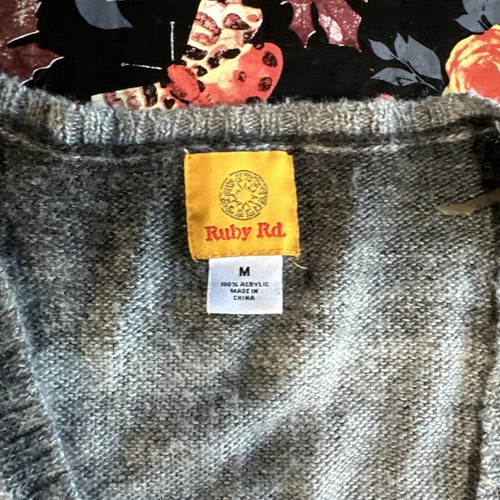 Ruby Rd.
M
100% ACRYLIC
MADE IN
CHINA